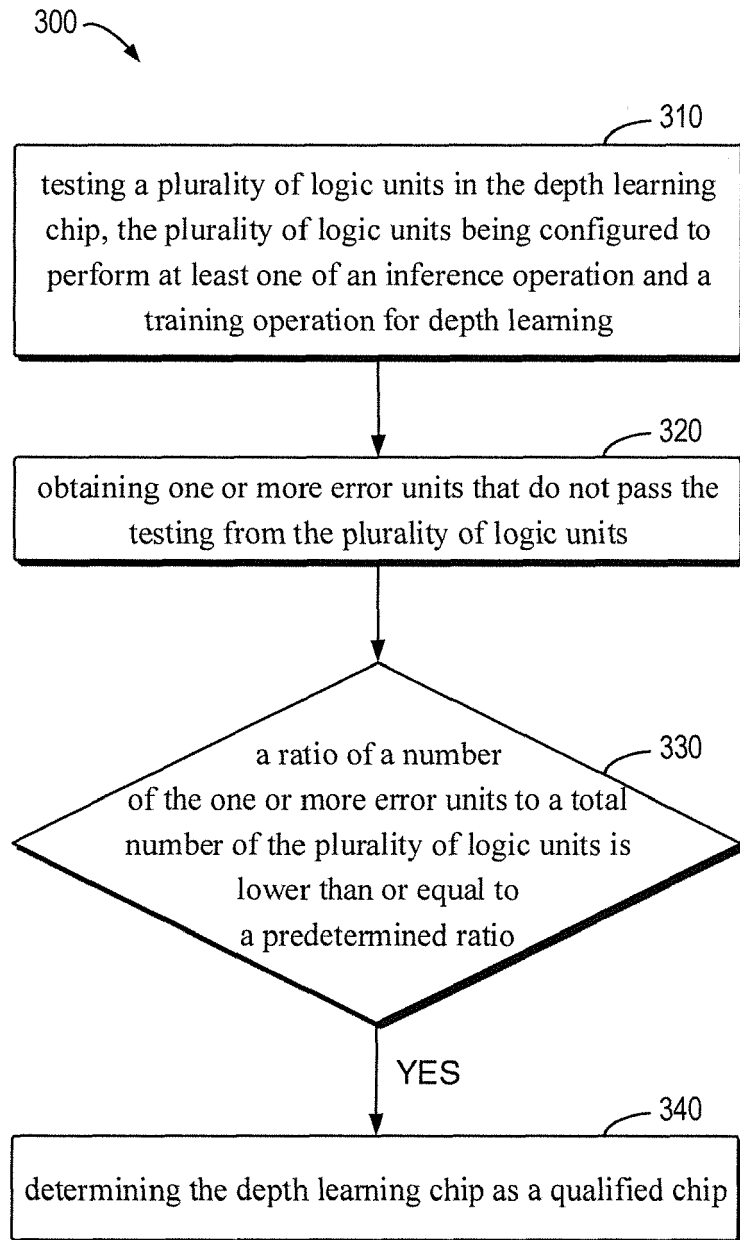 300
310
testing a plurality of logic units in the depth learning
chip, the plurality of logic units being configured to
perform at least one of an inference operation and a
training operation for depth learning
320
obtaining one or more error units that do not pass the
testing from the plurality of logic units
330
a ratio of a number
of the one or more error units to a total
number of the plurality of logic units is
lower than or equal to
a predetermined ratio
YES
340
determining the depth learning chip as a qualified chip